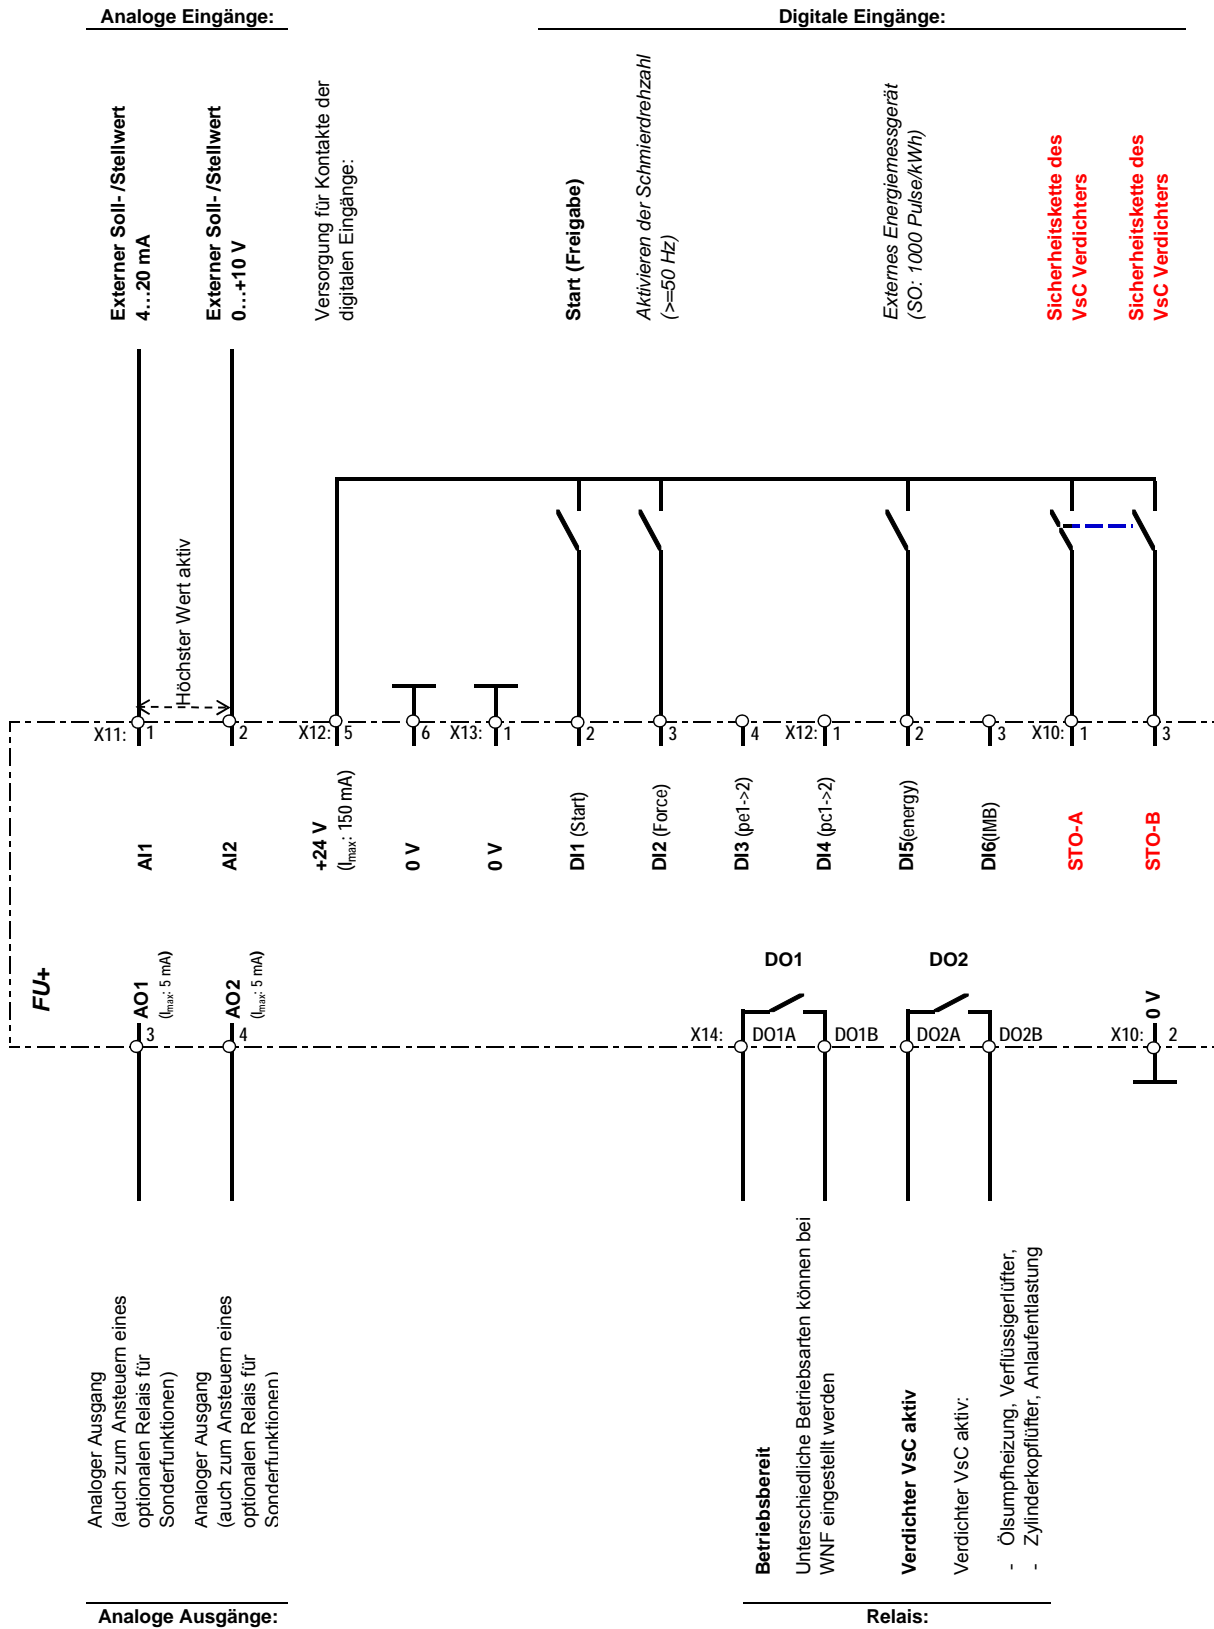 Analoge Eingänge:
Digitale Eingänge:
Externer Soll- /Stellwert
4…20 mA
Externer Soll- /Stellwert
0…+10 V
Versorgung für Kontakte der
digitalen Eingänge:
Start (Freigabe)
Aktivieren der Schmierdrehzahl
(>=50 Hz)
Externes Energiemessgerät
(SO: 1000 Pulse/kWh)
Sicherheitskette des
VsC Verdichters
Sicherheitskette des
VsC Verdichters
Höchster Wert aktiv
X11: 1
2
X12: 5
6
X13: 1
2
3
4
X12: 1
2
3
X10: 1
3
AI1
AI2
+24 V
(Imax: 150 mA)
0 V
0 V
DI1 (Start)
DI2 (Force)
DI3 (pe1->2)
DI4 (pc1->2)
DI5(energy)
DI6(IMB)
STO-A
STO-B
FU+
AO1
(Imax: 5 mA)
AO2
(Imax: 5 mA)
DO1
DO2
0 V
3
4
X14: DO1A
DO1B
DO2A
DO2B
X10: 2
Analoger Ausgang
(auch zum Ansteuern eines
optionalen Relais für
Sonderfunktionen)
Analoger Ausgang
(auch zum Ansteuern eines
optionalen Relais für
Sonderfunktionen)
Betriebsbereit
Unterschiedliche Betriebsarten können bei
WNF eingestellt werden
Verdichter VsC aktiv
Verdichter VsC aktiv:
- Ölsumpfheizung, Verflüssigerlüfter,
- Zylinderkopflüfter, Anlaufentlastung
Analoge Ausgänge:
Relais: